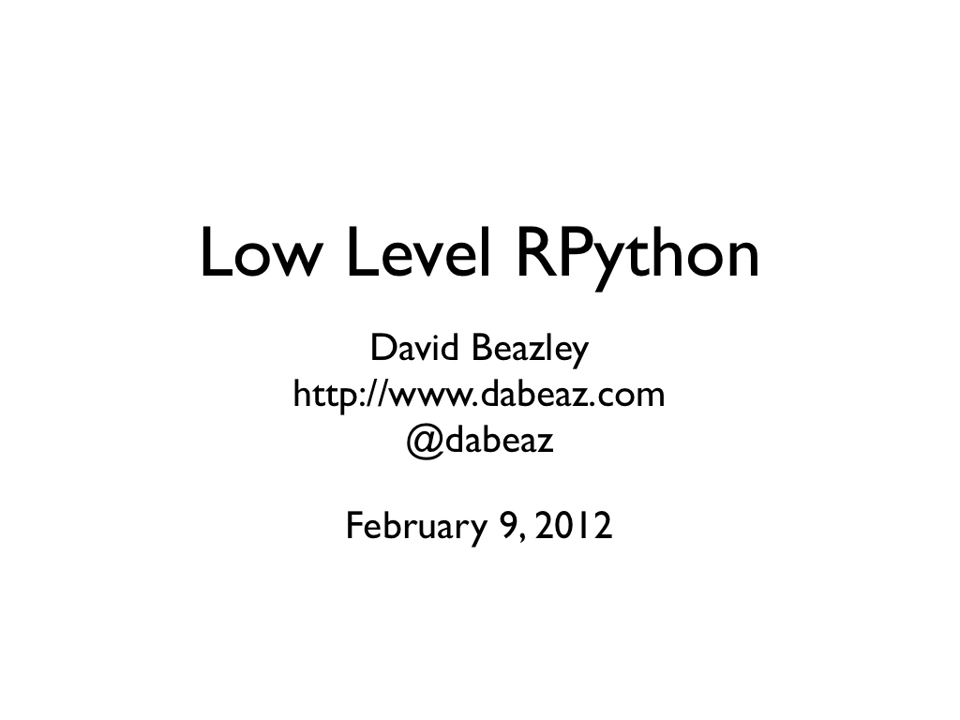 Low Level RPython
David Beazley
http://www.dabeaz.com
@dabeaz
February 9, 2012